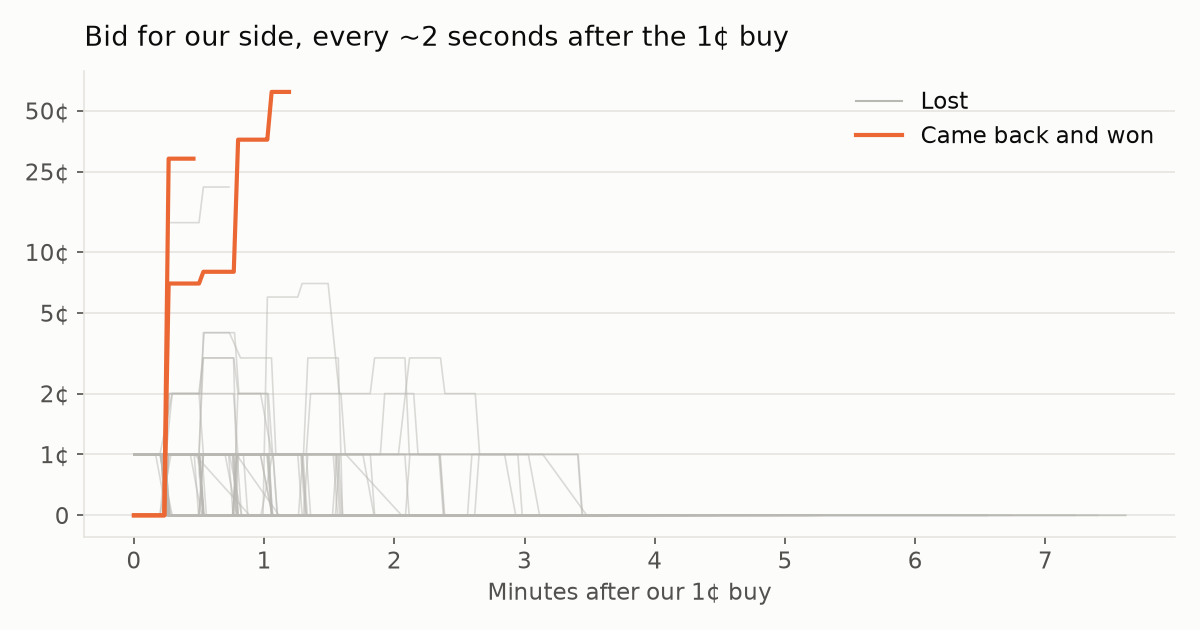 Bid for our side, every ~2 seconds after the 1¢ buy
Lost
Came back and won
50¢
25¢
10¢
5¢
2¢
1¢
0
0 1 2 3 4 5 6 7
Minutes after our 1¢ buy